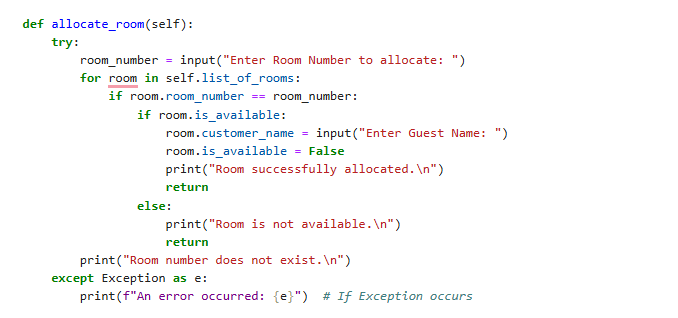 def allocate_room(self):
    try:
        room_number = input("Enter Room Number to allocate: ")
        for room in self.list_of_rooms:
            if room.room_number == room_number:
                if room.is_available:
                    room.customer_name = input("Enter Guest Name: ")
                    room.is_available = False
                    print("Room successfully allocated.\n")
                    return
                else:
                    print("Room is not available.\n")
                    return
        print("Room number does not exist.\n")
    except Exception as e:
        print(f"An error occurred: {e}")  # If Exception occurs